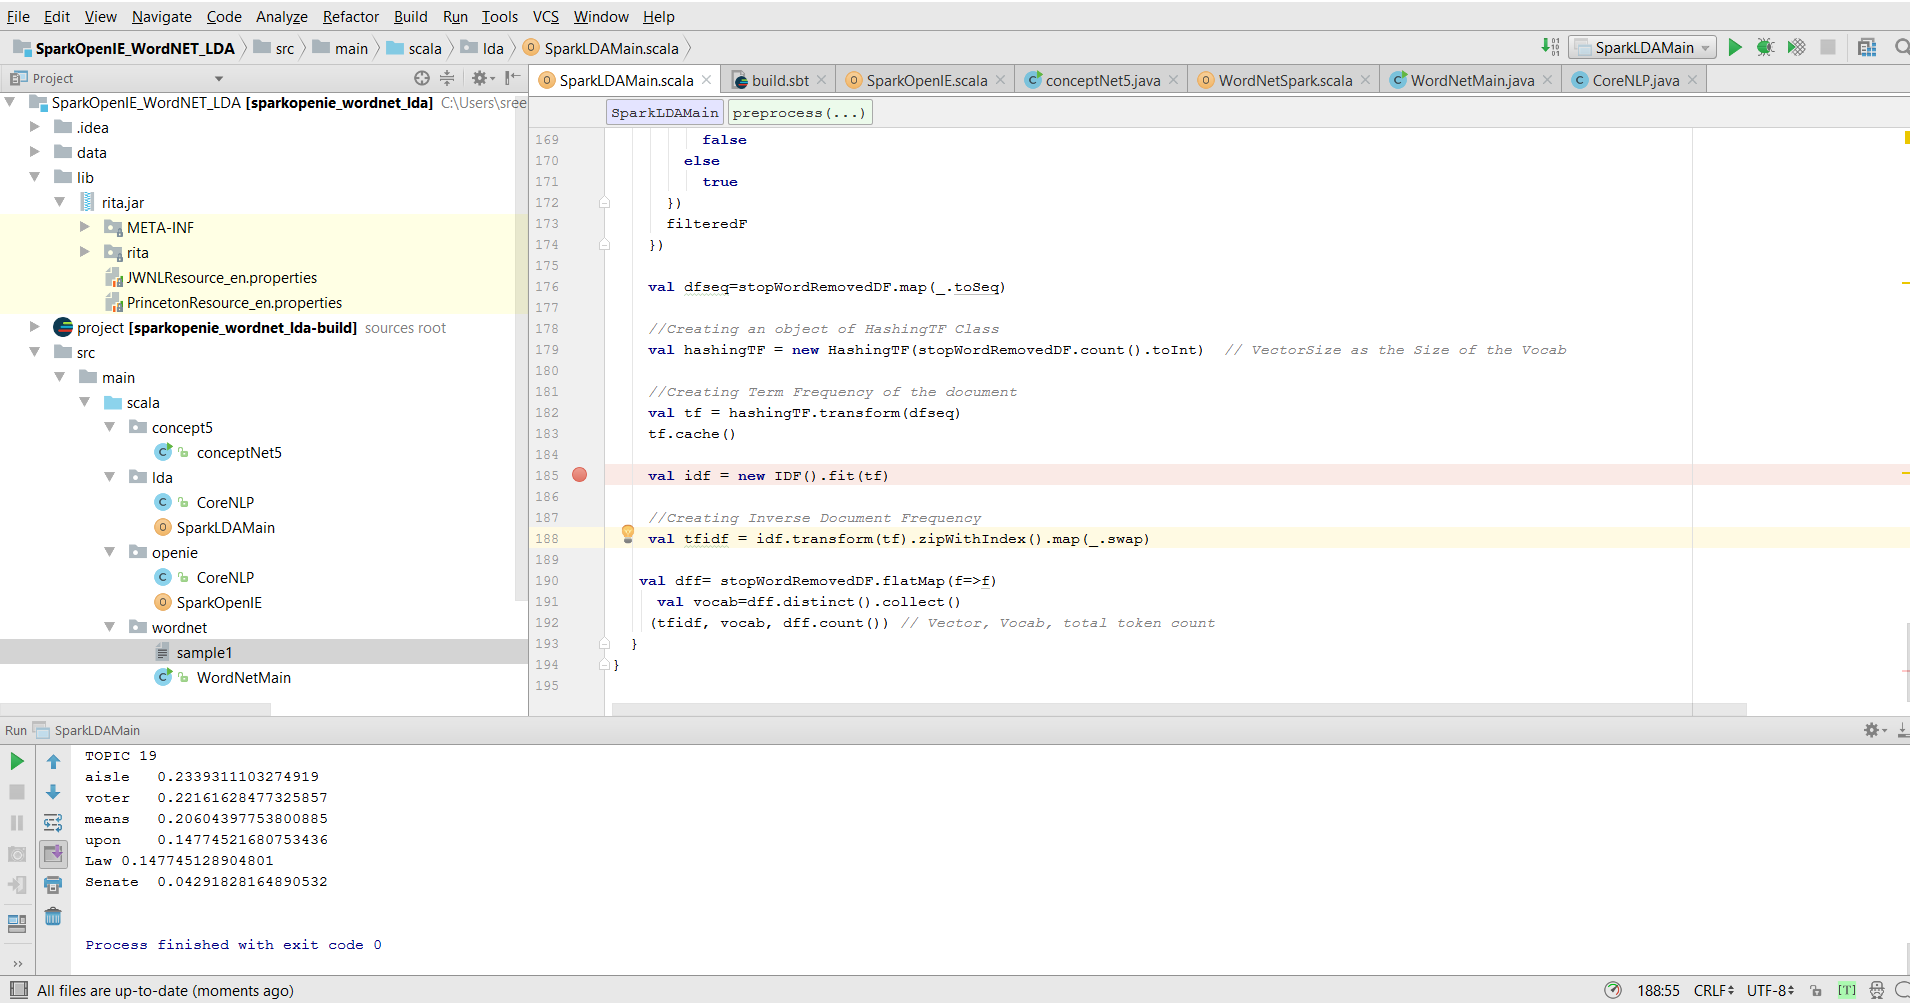 File Edit View Navigate Code Analyze Refactor Build Run Tools VCS Window Help
SparkOpenIE_WordNET_LDA src main scala lda SparkLDAMain.scala SparkLDAMain
Project
SparkLDAMain.scala build.sbt SparkOpenIE.scala conceptNet5.java WordNetSpark.scala WordNetMain.java CoreNLP.java
SparkOpenIE_WordNET_LDA [sparkopenie_wordnet_lda] C:\Users\sree
.idea
data
lib
rita.jar
META-INF
rita
JWNLResource_en.properties
PrincetonResource_en.properties
project [sparkopenie_wordnet_lda-build] sources root
src
main
scala
concept5
conceptNet5
lda
CoreNLP
SparkLDAMain
openie
CoreNLP
SparkOpenIE
wordnet
sample1
WordNetMain
SparkLDAMain preprocess(...)
169 false
170 else
171 true
172 })
173 filteredF
174 })
175
176 val dfseq=stopWordRemovedDF.map(_.toSeq)
177
178 //Creating an object of HashingTF Class
179 val hashingTF = new HashingTF(stopWordRemovedDF.count().toInt) // VectorSize as the Size of the Vocab
180
181 //Creating Term Frequency of the document
182 val tf = hashingTF.transform(dfseq)
183 tf.cache()
184
185 val idf = new IDF().fit(tf)
186
187 //Creating Inverse Document Frequency
188 val tfidf = idf.transform(tf).zipWithIndex().map(_.swap)
189
190 val dff= stopWordRemovedDF.flatMap(f=>f)
191 val vocab=dff.distinct().collect()
192 (tfidf, vocab, dff.count()) // Vector, Vocab, total token count
193 }
194 }
195
Run SparkLDAMain
TOPIC 19
aisle 0.2339311103274919
voter 0.22161628477325857
means 0.20604397753800885
upon 0.14774521680753436
Law 0.147745128904801
Senate 0.04291828164890532
Process finished with exit code 0
All files are up-to-date (moments ago) 188:55 CRLF UTF-8 [T]